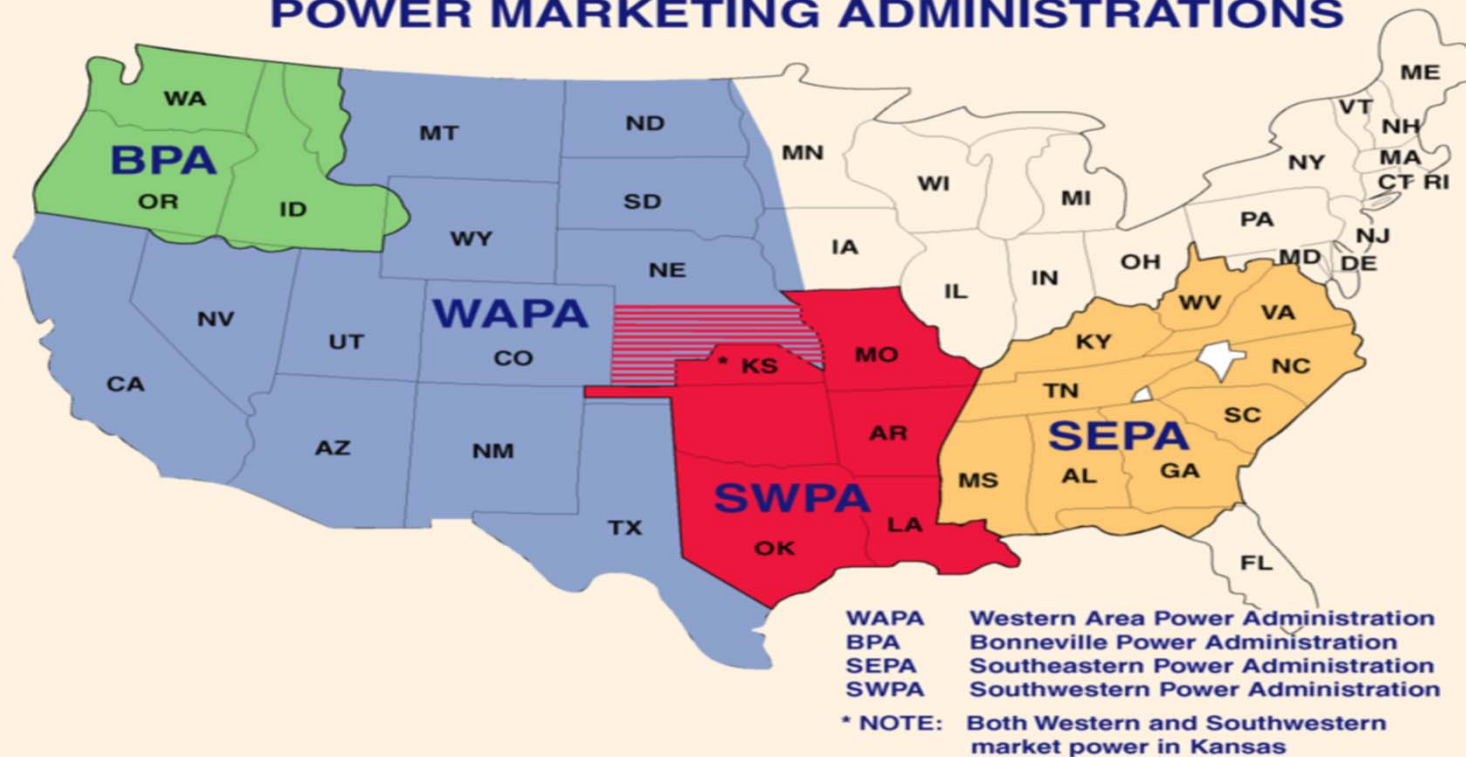 POWER MARKETING ADMINISTRATIONS
ME
WA
VT
MT
ND
NH
MN
NY
MA
BPA
WI
CT RI
OR
ID
SD
MI
PA
WY
IA
NJ
NE
OH
MD
DE
IN
IL
WAPA
WV
VA
NV
UT
CO
KY
* KS
MO
NC
CA
TN
SC
AR
SEPA
AZ
NM
MS
AL
GA
SWPA
TX
LA
OK
FL
WAPA Western Area Power Administration
BPA Bonneville Power Administration
SEPA Southeastern Power Administration
SWPA Southwestern Power Administration
* NOTE: Both Western and Southwestern
market power in Kansas